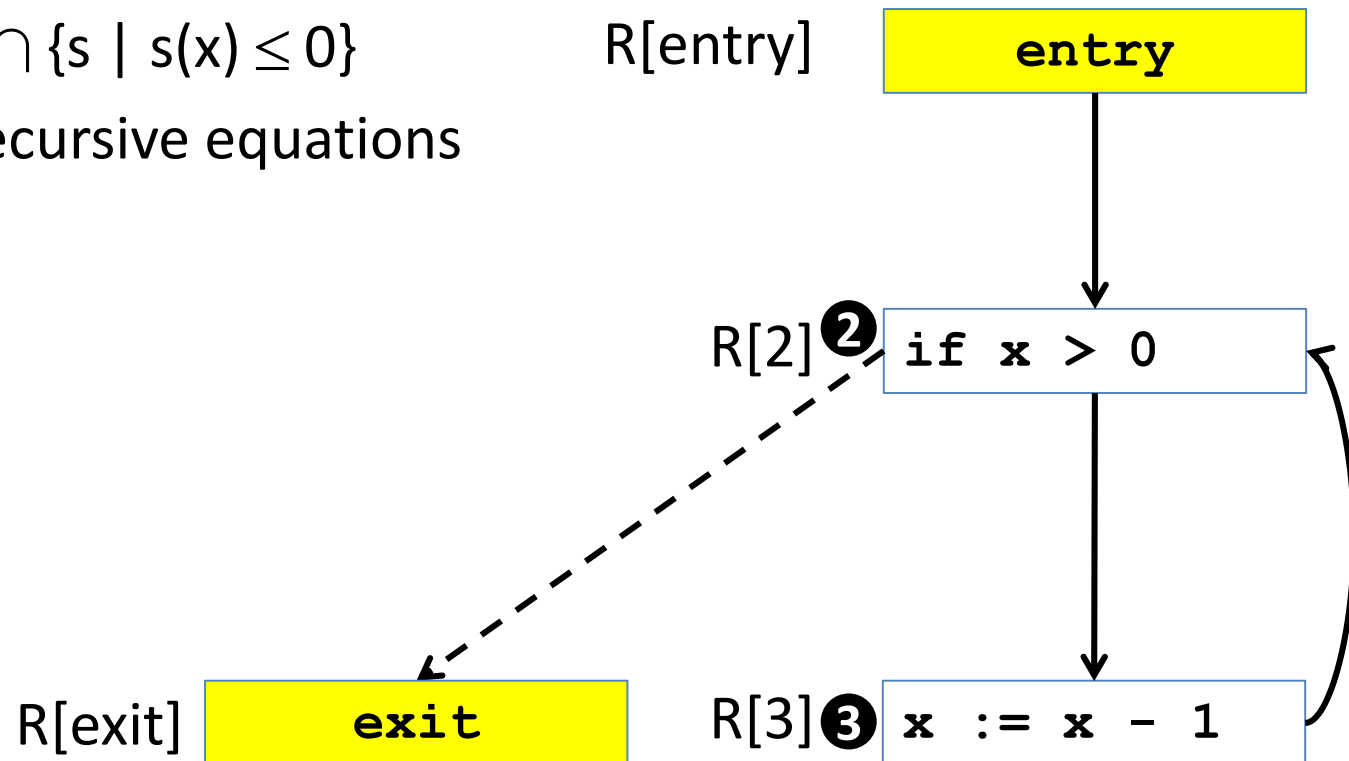 ∩ {s | s(x) ≤ 0}
ecursive equations
R[entry] entry
R[2] ❷ if x > 0
R[exit] exit
R[3] ❸ x := x - 1